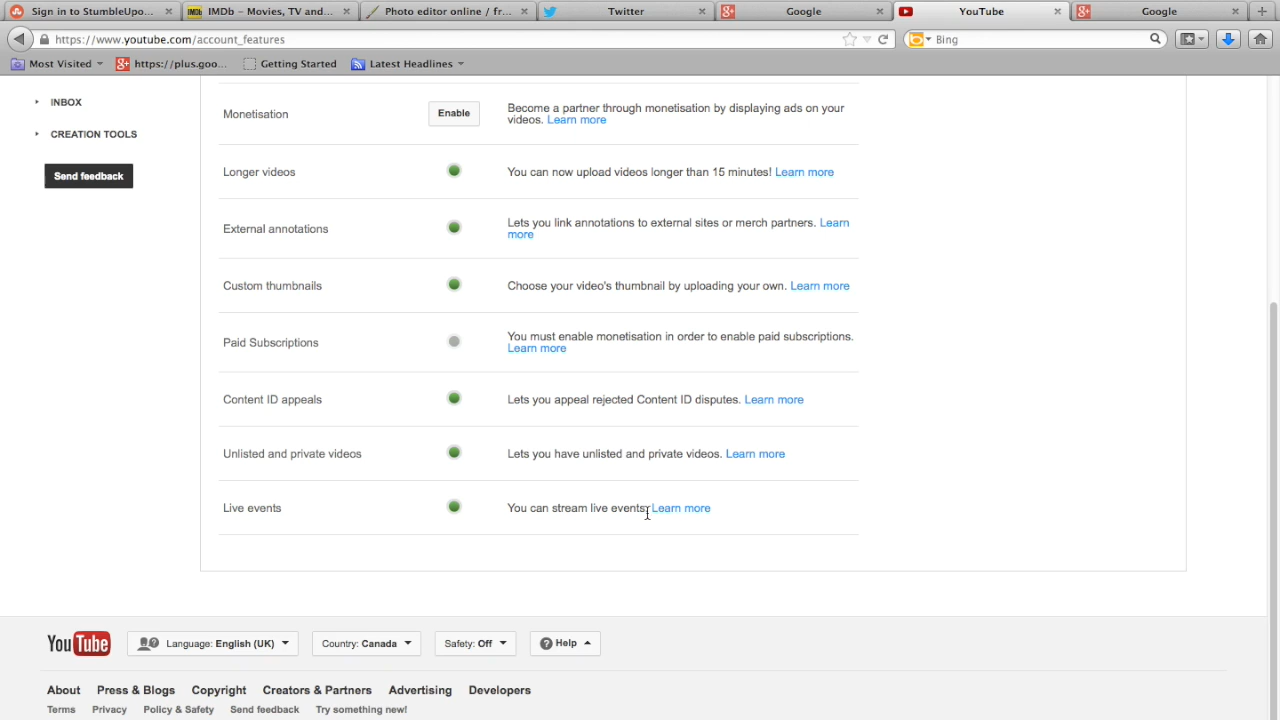 Sign in to StumbleUpo... IMDb – Movies, TV and... Photo editor online / fr... Twitter Google YouTube Google
https://www.youtube.com/account_features Bing
Most Visited https://plus.goo... Getting Started Latest Headlines
INBOX
CREATION TOOLS
Send feedback
Monetisation Enable Become a partner through monetisation by displaying ads on your
videos. Learn more
Longer videos You can now upload videos longer than 15 minutes! Learn more
External annotations Lets you link annotations to external sites or merch partners. Learn
more
Custom thumbnails Choose your video's thumbnail by uploading your own. Learn more
Paid Subscriptions You must enable monetisation in order to enable paid subscriptions.
Learn more
Content ID appeals Lets you appeal rejected Content ID disputes. Learn more
Unlisted and private videos Lets you have unlisted and private videos. Learn more
Live events You can stream live events. Learn more
YouTube Language: English (UK) Country: Canada Safety: Off Help
About Press & Blogs Copyright Creators & Partners Advertising Developers
Terms Privacy Policy & Safety Send feedback Try something new!